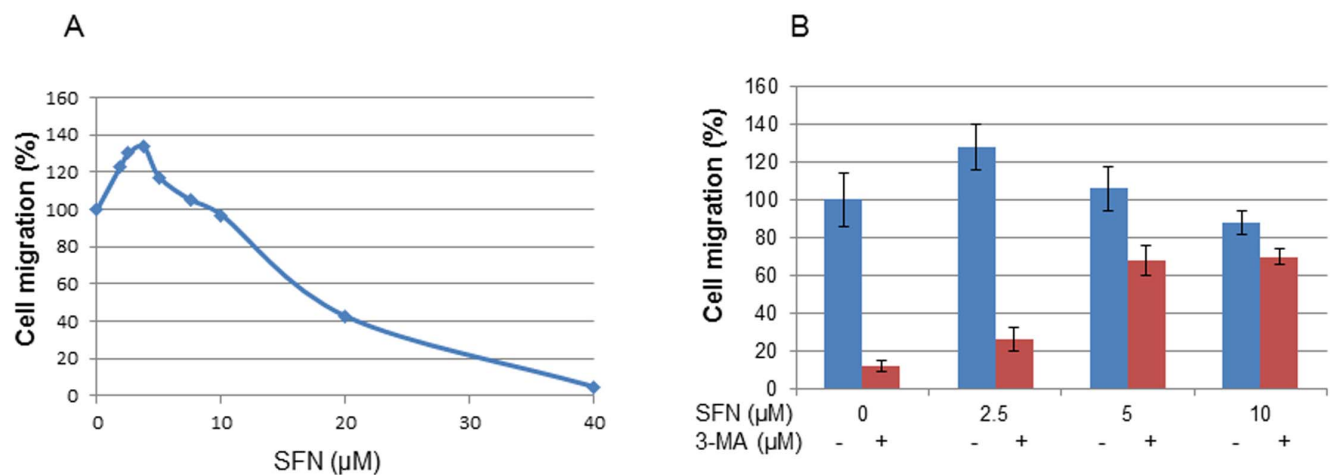 A
Cell migration (%)
160
140
120
100
80
60
40
20
0
0 10 20 30 40
SFN (µM)
B
Cell migration (%)
160
140
120
100
80
60
40
20
0
SFN (µM) 0 2.5 5 10
3-MA (µM) - + - + - + - +